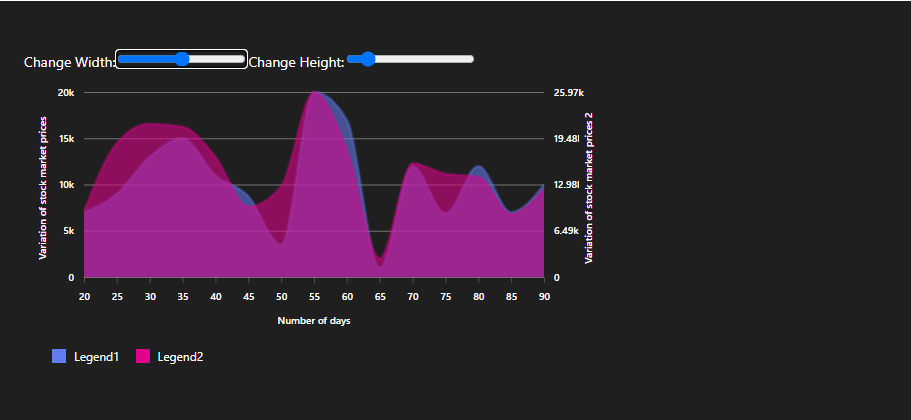 Change Width: Change Height:
20k
15k
10k
5k
0
Variation of stock market prices
25.97k
19.48k
12.98k
6.49k
0
Variation of stock market prices 2
20 25 30 35 40 45 50 55 60 65 70 75 80 85 90
Number of days
Legend1 Legend2